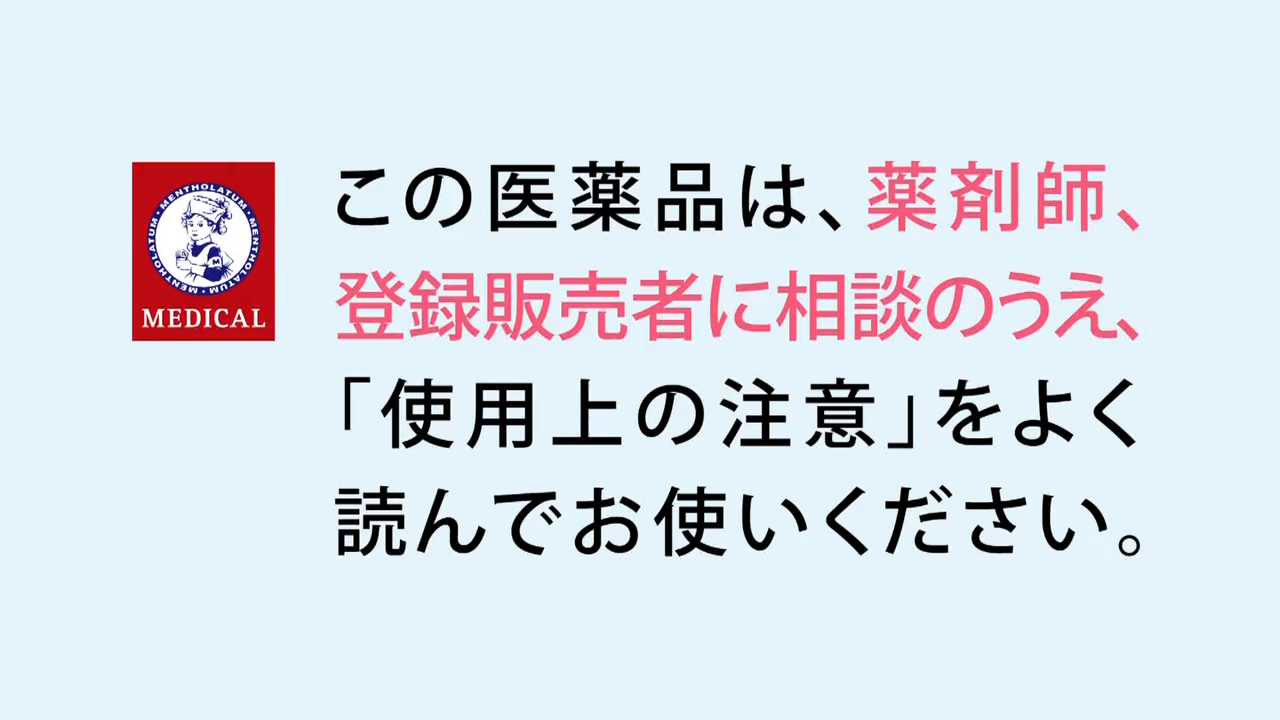 MENTHOLATUM・MENTHOLATUM・MENTHOLATUM・
MEDICAL
この医薬品は、薬剤師、
登録販売者に相談のうえ、
「使用上の注意」をよく
読んでお使いください。